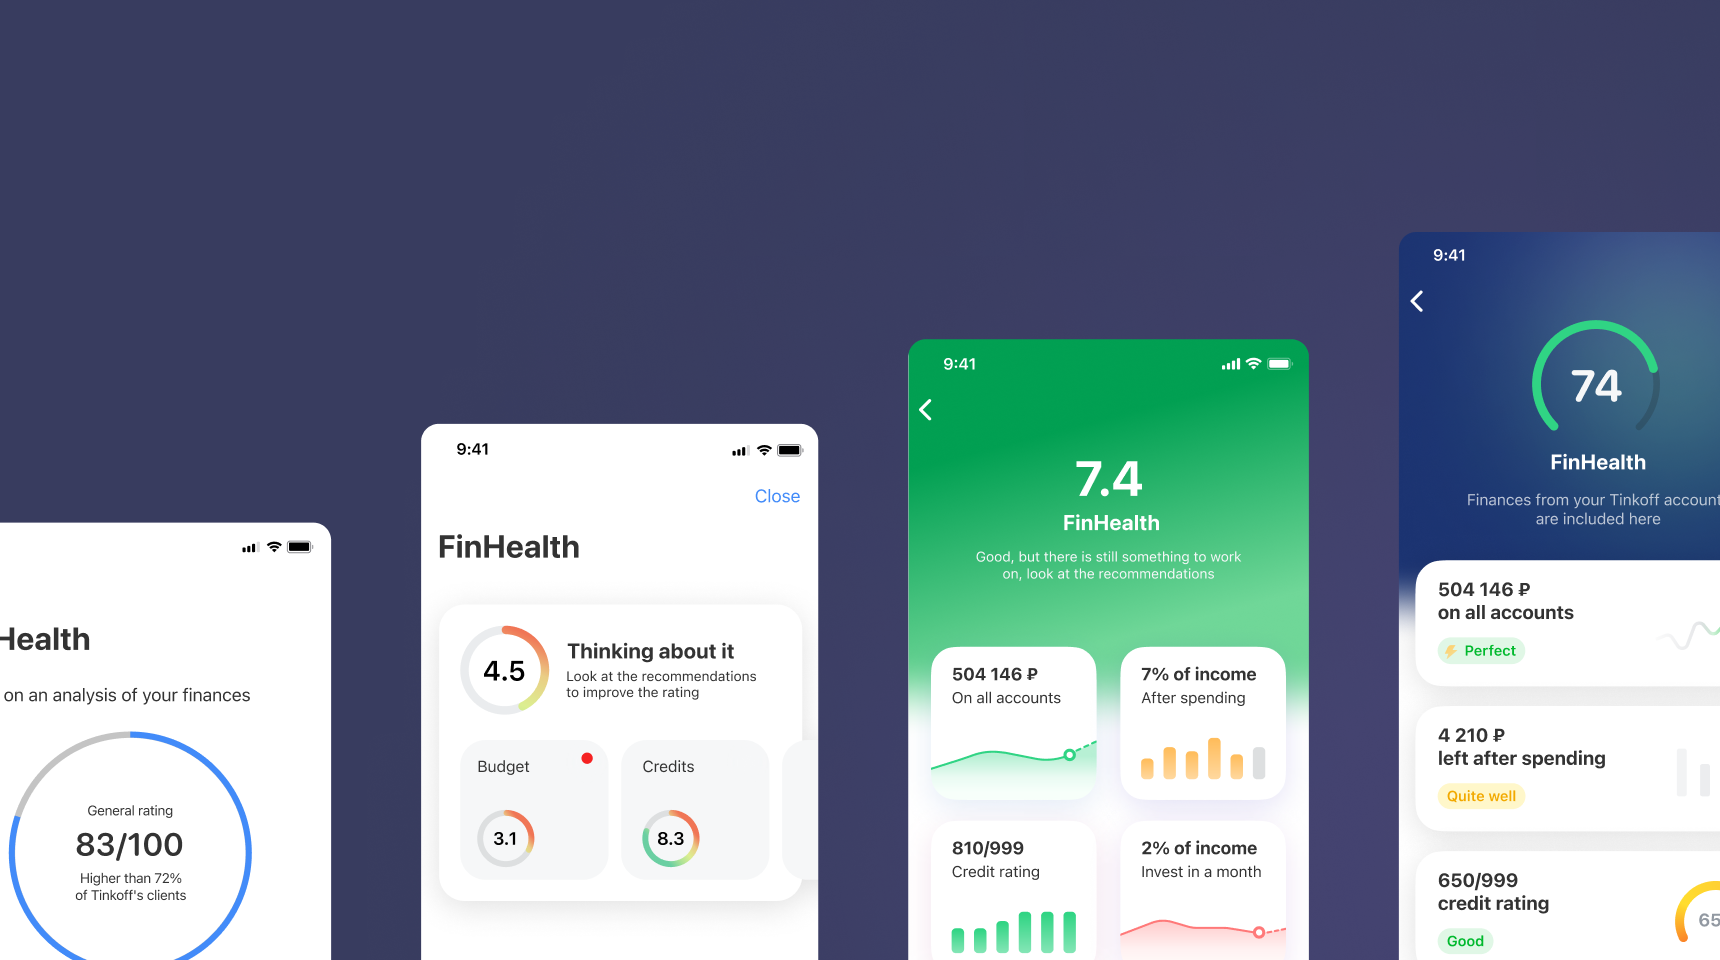 Health
on an analysis of your finances
General rating
83/100
Higher than 72%
of Tinkoff's clients
9:41
Close
FinHealth
4.5
Thinking about it
Look at the recommendations
to improve the rating
Budget
3.1
Credits
8.3
9:41
7.4
FinHealth
Good, but there is still something to work
on, look at the recommendations
504 146 ₽
On all accounts
7% of income
After spending
810/999
Credit rating
2% of income
Invest in a month
9:41
74
FinHealth
Finances from your Tinkoff account
are included here
504 146 ₽
on all accounts
Perfect
4 210 ₽
left after spending
Quite well
650/999
credit rating
65
Good